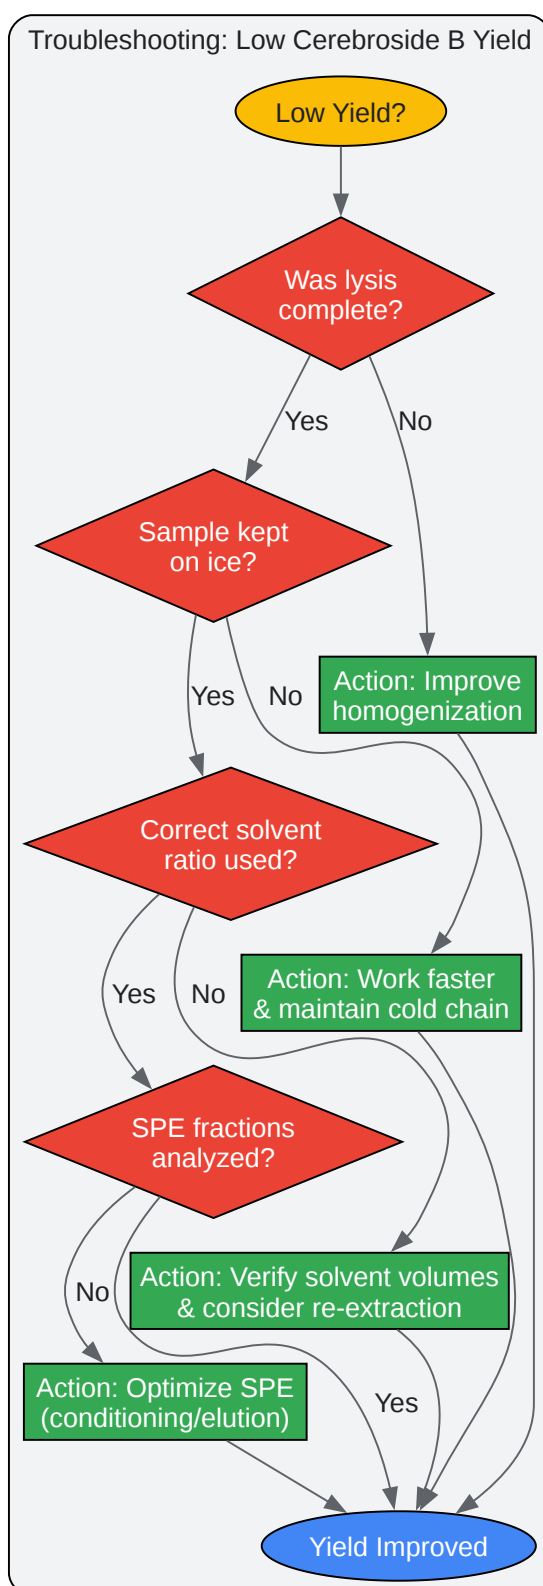 Troubleshooting: Low Cerebroside B Yield
Low Yield?
Was lysis
complete?
Yes
No
Sample kept
on ice?
Action: Improve
homogenization
Yes
No
Correct solvent
ratio used?
Action: Work faster
& maintain cold chain
Yes
No
SPE fractions
analyzed?
Action: Verify solvent volumes
& consider re-extraction
No
Action: Optimize SPE
(conditioning/elution)
Yes
Yield Improved